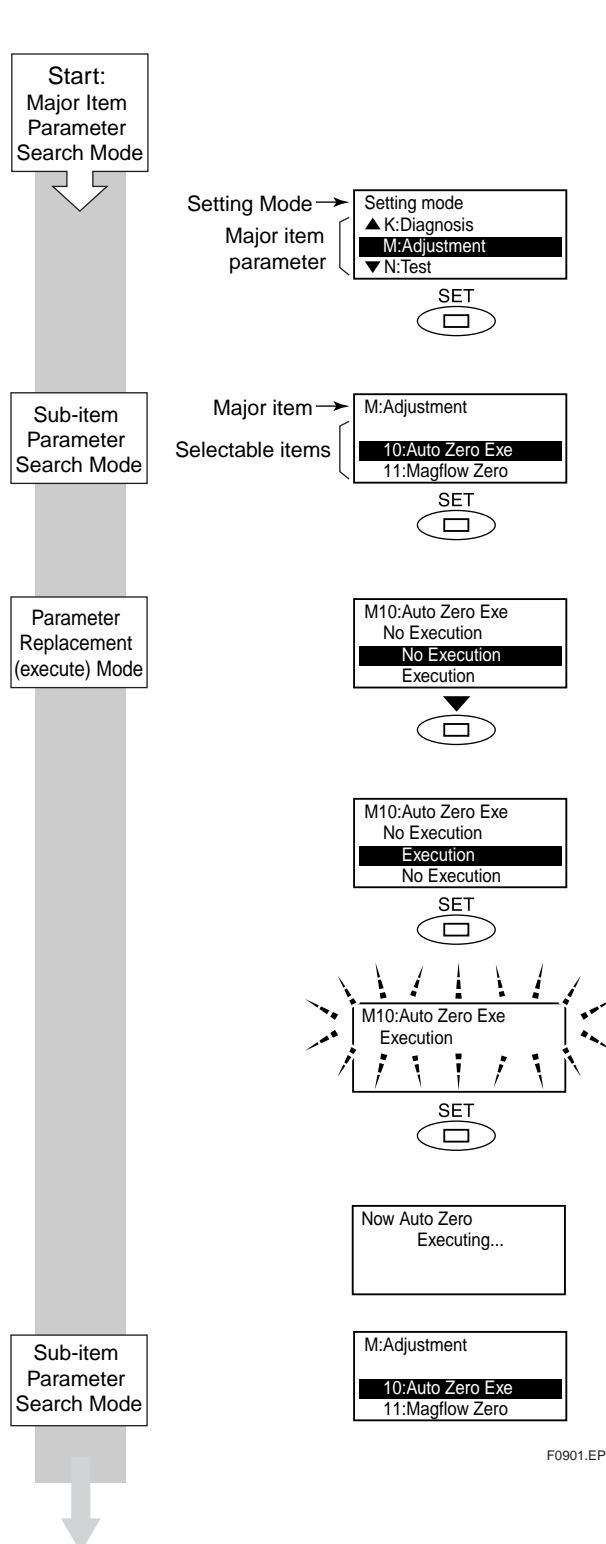 Start:
Major Item
Parameter
Search Mode
Setting Mode
Major item
parameter
Setting mode
▲ K:Diagnosis
M:Adjustment
▼ N:Test
SET
Sub-item
Parameter
Search Mode
Major item
Selectable items
M:Adjustment
10:Auto Zero Exe
11:Magflow Zero
SET
Parameter
Replacement
(execute) Mode
M10:Auto Zero Exe
No Execution
No Execution
Execution
▼
M10:Auto Zero Exe
No Execution
Execution
No Execution
SET
M10:Auto Zero Exe
Execution
SET
Now Auto Zero
Executing...
Sub-item
Parameter
Search Mode
M:Adjustment
10:Auto Zero Exe
11:Magflow Zero
F0901.EP